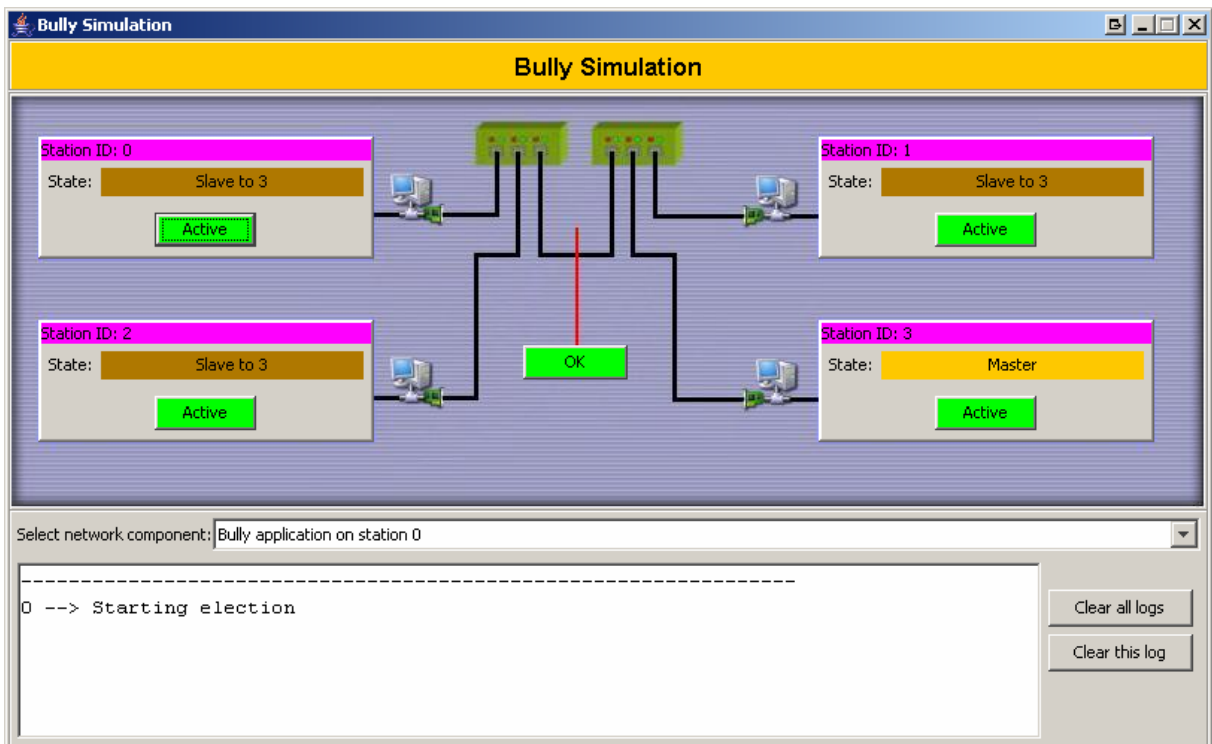 Bully Simulation
Bully Simulation
Station ID: 0
State: Slave to 3
Active
Station ID: 1
State: Slave to 3
Active
Station ID: 2
State: Slave to 3
Active
OK
Station ID: 3
State: Master
Active
Select network component: Bully application on station 0
-----------------------------------------------------------------
0 --> Starting election
Clear all logs
Clear this log